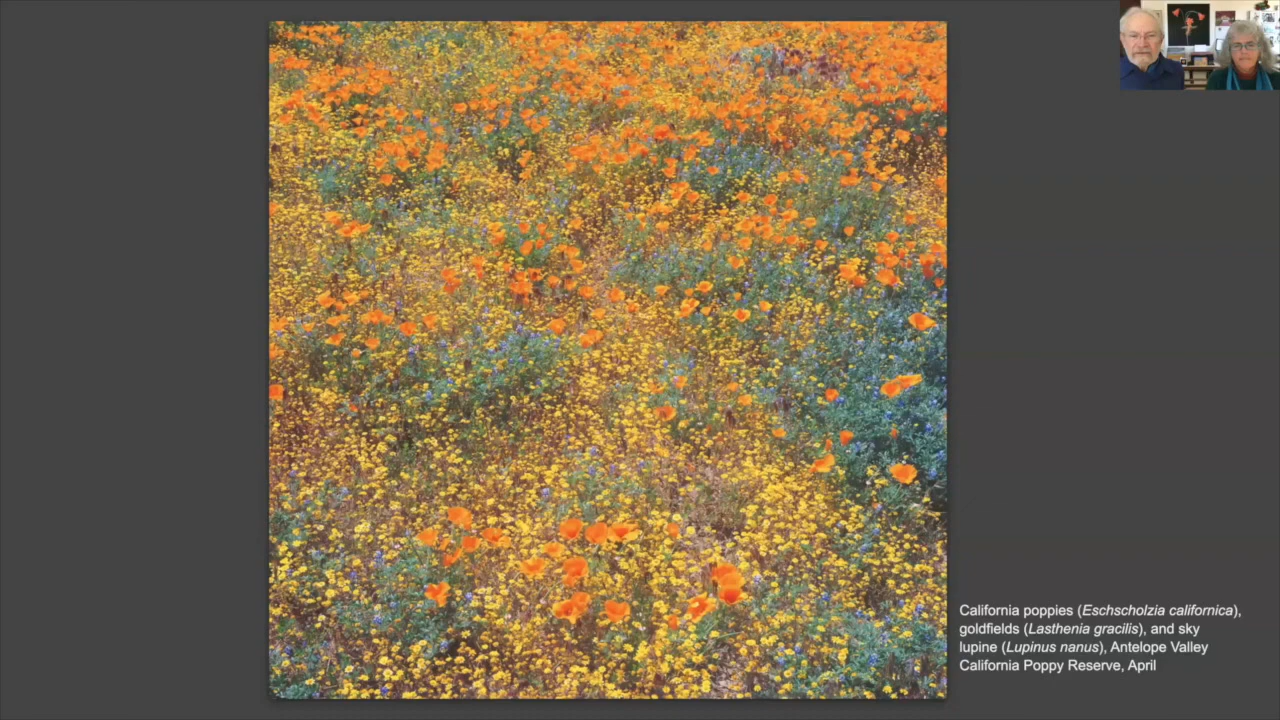 California poppies (Eschscholzia californica),
goldfields (Lasthenia gracilis), and sky
lupine (Lupinus nanus), Antelope Valley
California Poppy Reserve, April